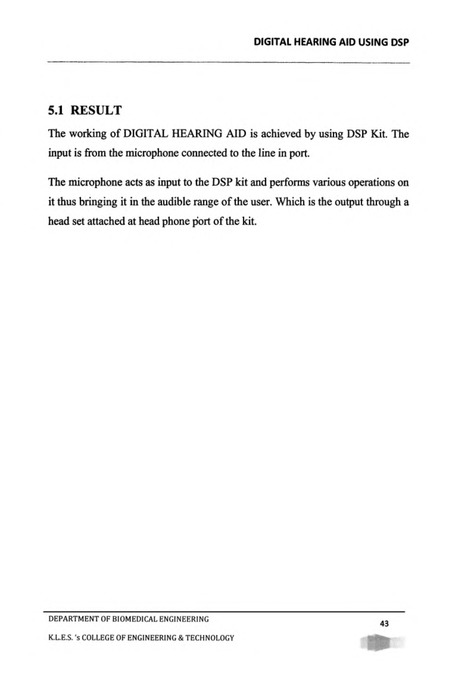 DIGITAL HEARING AID USING DSP
5.1 RESULT
The working of DIGITAL HEARING AID is achieved by using DSP Kit. The
input is from the microphone connected to the line in port.
The microphone acts as input to the DSP kit and performs various operations on
it thus bringing it in the audible range of the user. Which is the output through a
head set attached at head phone port of the kit.
DEPARTMENT OF BIOMEDICAL ENGINEERING
43
K.L.E.S. 's COLLEGE OF ENGINEERING & TECHNOLOGY